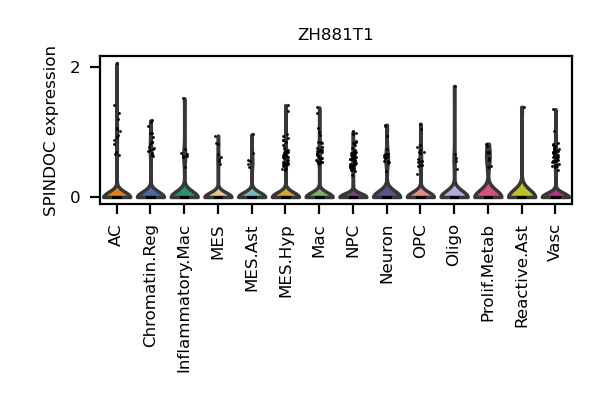 ZH881T1
SPINDOC expression
2
0
AC
Chromatin.Reg
Inflammatory.Mac
MES
MES.Ast
MES.Hyp
Mac
NPC
Neuron
OPC
Oligo
Prolif.Metab
Reactive.Ast
Vasc